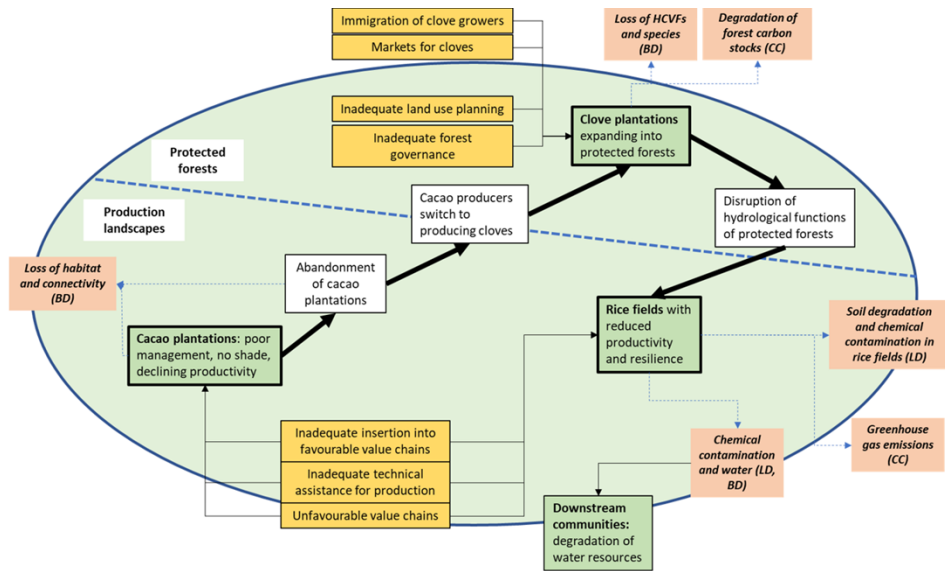 Immigration of clove growers
Markets for cloves
Loss of HCVFs
and species
(BD)
Degradation of
forest carbon
stocks (CC)
Inadequate land use planning
Inadequate forest
governance
Clove plantations
expanding into
protected forests
Protected
forests
Production
landscapes
Cacao producers
switch to
producing cloves
Disruption of
hydrological functions
of protected forests
Loss of habitat
and connectivity
(BD)
Abandonment
of cacao
plantations
Cacao plantations: poor
management, no shade,
declining productivity
Rice fields with
reduced
productivity
and resilience
Soil degradation
and chemical
contamination in
rice fields (LD)
Inadequate insertion into
favourable value chains
Inadequate technical
assistance for production
Unfavourable value chains
Chemical
contamination
and water (LD,
BD)
Greenhouse
gas emissions
(CC)
Downstream
communities:
degradation of
water resources